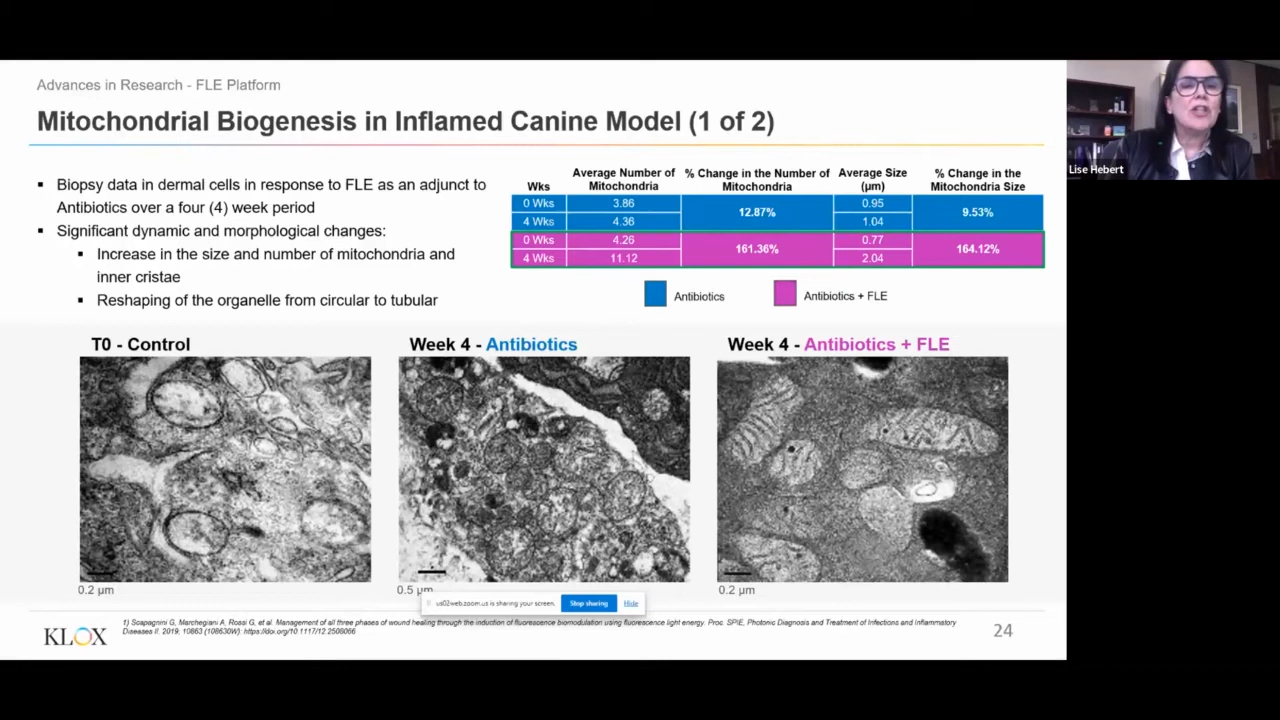 Advances in Research - FLE Platform
Mitochondrial Biogenesis in Inflamed Canine Model (1 of 2)
▪ Biopsy data in dermal cells in response to FLE as an adjunct to
Antibiotics over a four (4) week period
▪ Significant dynamic and morphological changes:
▪ Increase in the size and number of mitochondria and
inner cristae
▪ Reshaping of the organelle from circular to tubular
Wks Average Number of Mitochondria % Change in the Number of Mitochondria Average Size (μm) % Change in the Mitochondria Size
0 Wks 3.86 12.87% 0.95 9.53%
4 Wks 4.36 1.04
0 Wks 4.26 161.36% 0.77 164.12%
4 Wks 11.12 2.04
Antibiotics Antibiotics + FLE
Lise Hebert
T0 - Control Week 4 - Antibiotics Week 4 - Antibiotics + FLE
0.2 μm 0.5 μm 0.2 μm
us02web.zoom.us is sharing your screen. Stop sharing Hide
KLOX
1) Scapagnini G, Marchegiani A, Rossi G, et al. Management of all three phases of wound healing through the induction of fluorescence biomodulation using fluorescence light energy. Proc. SPIE, Photonic Diagnosis and Treatment of Infections and Inflammatory
Diseases II. 2019; 10863 (108630W): https://doi.org/10.1117/12.2508066
24